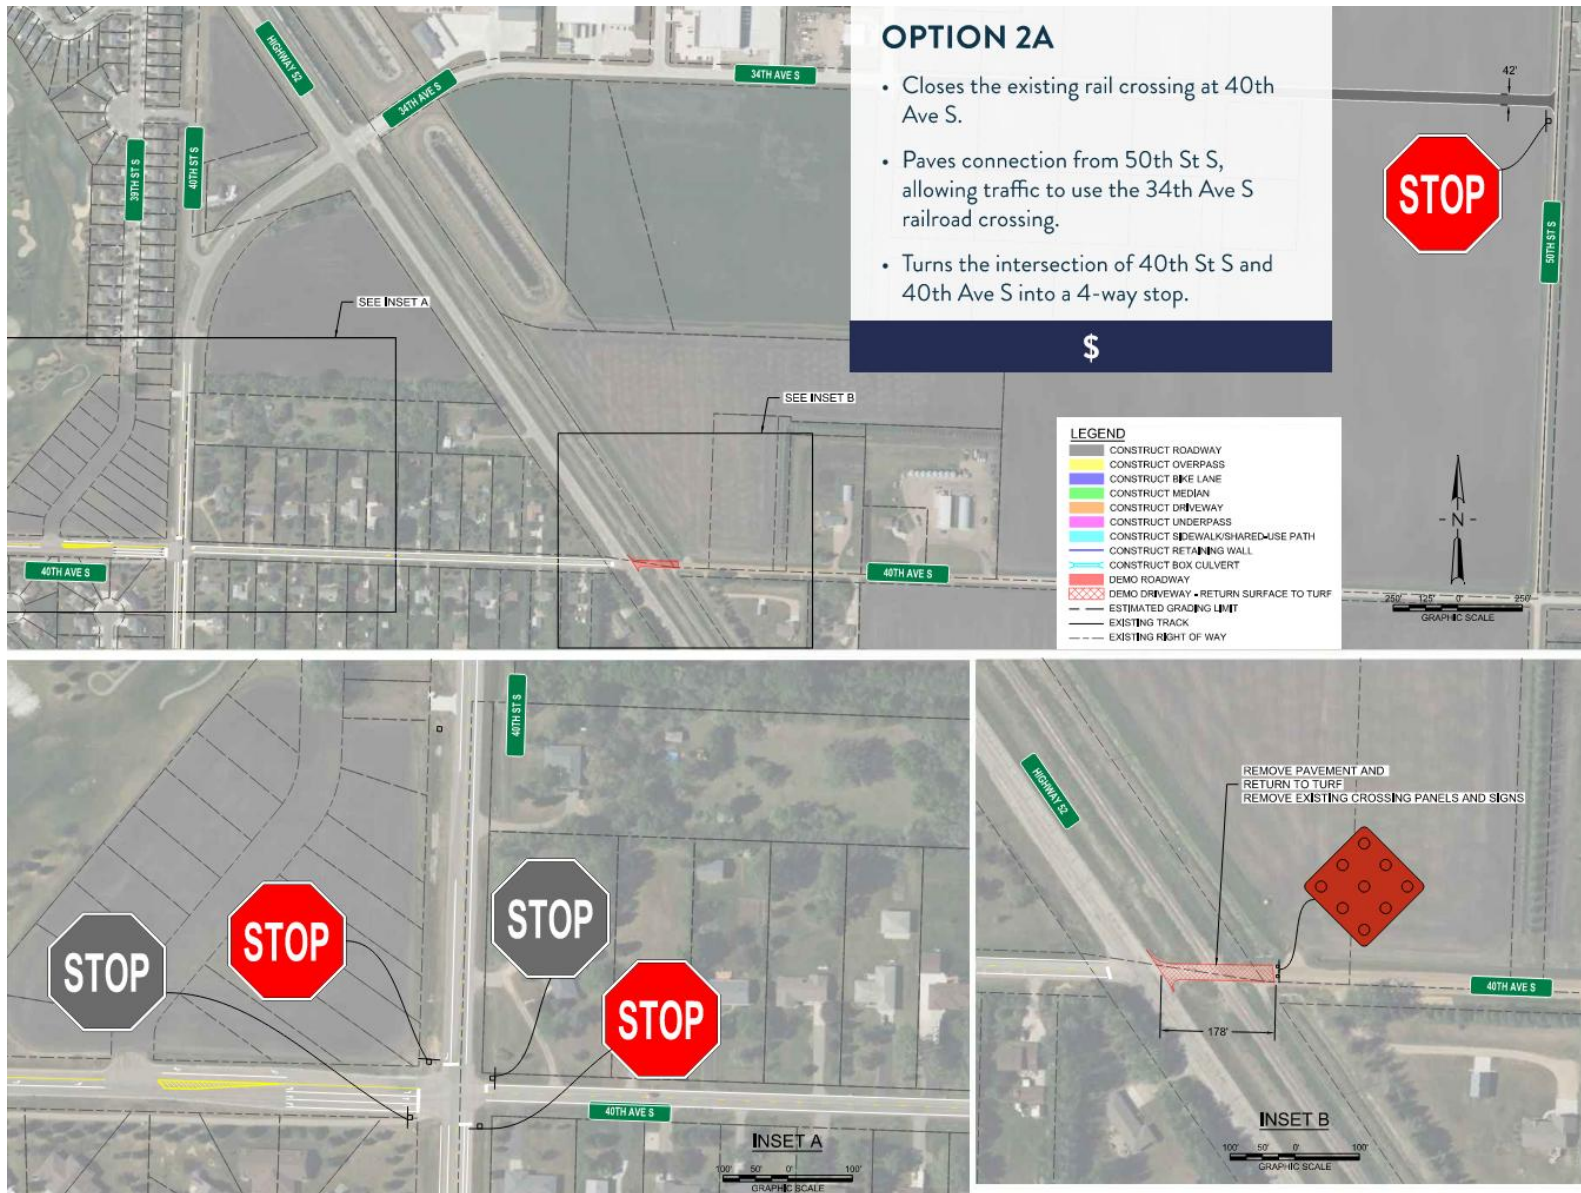 HIGHWAY 52
34TH AVE S
34TH AVE S
39TH ST S
40TH ST S
SEE INSET A
SEE INSET B
40TH AVE S
40TH AVE S
OPTION 2A
• Closes the existing rail crossing at 40th
Ave S.
• Paves connection from 50th St S,
allowing traffic to use the 34th Ave S
railroad crossing.
• Turns the intersection of 40th St S and
40th Ave S into a 4-way stop.
$
42'
STOP
50TH ST S
LEGEND
CONSTRUCT ROADWAY
CONSTRUCT OVERPASS
CONSTRUCT BIKE LANE
CONSTRUCT MEDIAN
CONSTRUCT DRIVEWAY
CONSTRUCT UNDERPASS
CONSTRUCT SIDEWALK/SHARED-USE PATH
CONSTRUCT RETAINING WALL
CONSTRUCT BOX CULVERT
DEMO ROADWAY
DEMO DRIVEWAY - RETURN SURFACE TO TURF
ESTIMATED GRADING LIMIT
EXISTING TRACK
EXISTING RIGHT OF WAY
- N -
250' 125' 0' 250'
GRAPHIC SCALE
40TH ST S
STOP
STOP
STOP
STOP
40TH AVE S
INSET A
100' 50' 0' 100'
GRAPHIC SCALE
HIGHWAY 52
REMOVE PAVEMENT AND
RETURN TO TURF
REMOVE EXISTING CROSSING PANELS AND SIGNS
40TH AVE S
178'
INSET B
100' 50' 0' 100'
GRAPHIC SCALE